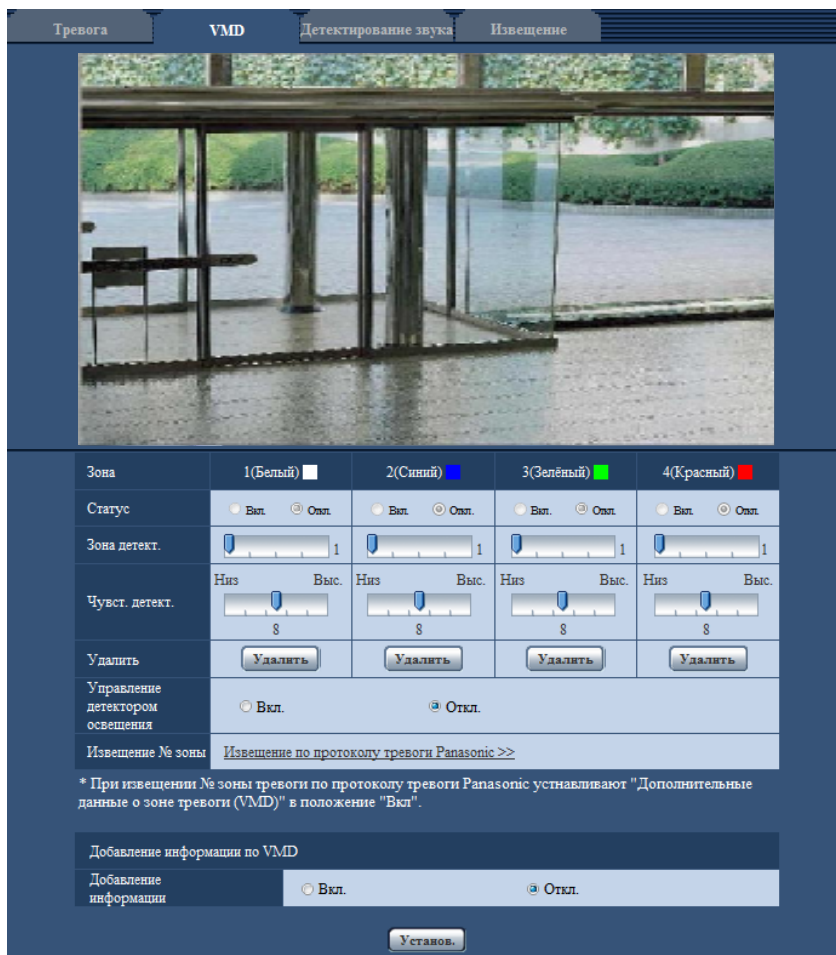 Тревога VMD Детектирование звука Извещение
Зона 1(Белый) 2(Синий) 3(Зелёный) 4(Красный)
Статус Вкл. Откл. Вкл. Откл. Вкл. Откл. Вкл. Откл.
Зона детект. 1 1 1 1
Низ Выс. Низ Выс. Низ Выс. Низ Выс.
Чувст. детект.
8 8 8 8
Удалить Удалить Удалить Удалить Удалить
Управление
детектором
освещения
Вкл. Откл.
Извещение № зоны Извещение по протоколу тревоги Panasonic >>
* При извещении № зоны тревоги по протоколу тревоги Panasonic устнавливают "Дополнительные
данные о зоне тревоги (VMD)" в положение "Вкл".
Добавление информации по VMD
Добавление
информации
Вкл. Откл.
Установ.